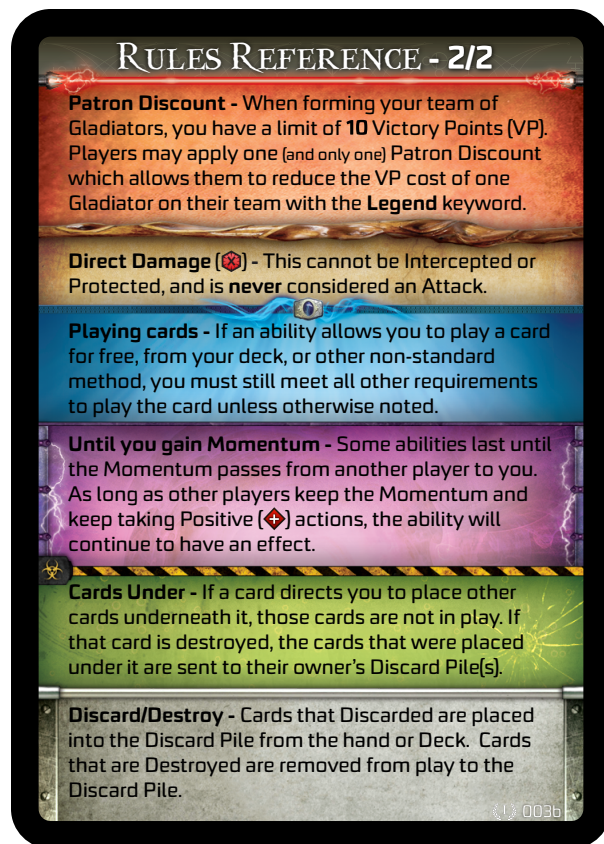 RULES REFERENCE - 2/2
Patron Discount - When forming your team of
Gladiators, you have a limit of 10 Victory Points (VP).
Players may apply one (and only one) Patron Discount
which allows them to reduce the VP cost of one
Gladiator on their team with the Legend keyword.
Direct Damage (X) - This cannot be Intercepted or
Protected, and is never considered an Attack.
Playing cards - If an ability allows you to play a card
for free, from your deck, or other non-standard
method, you must still meet all other requirements
to play the card unless otherwise noted.
Until you gain Momentum - Some abilities last until
the Momentum passes from another player to you.
As long as other players keep the Momentum and
keep taking Positive (+) actions, the ability will
continue to have an effect.
Cards Under - If a card directs you to place other
cards underneath it, those cards are not in play. If
that card is destroyed, the cards that were placed
under it are sent to their owner's Discard Pile(s).
Discard/Destroy - Cards that Discarded are placed
into the Discard Pile from the hand or Deck. Cards
that are Destroyed are removed from play to the
Discard Pile.
003b